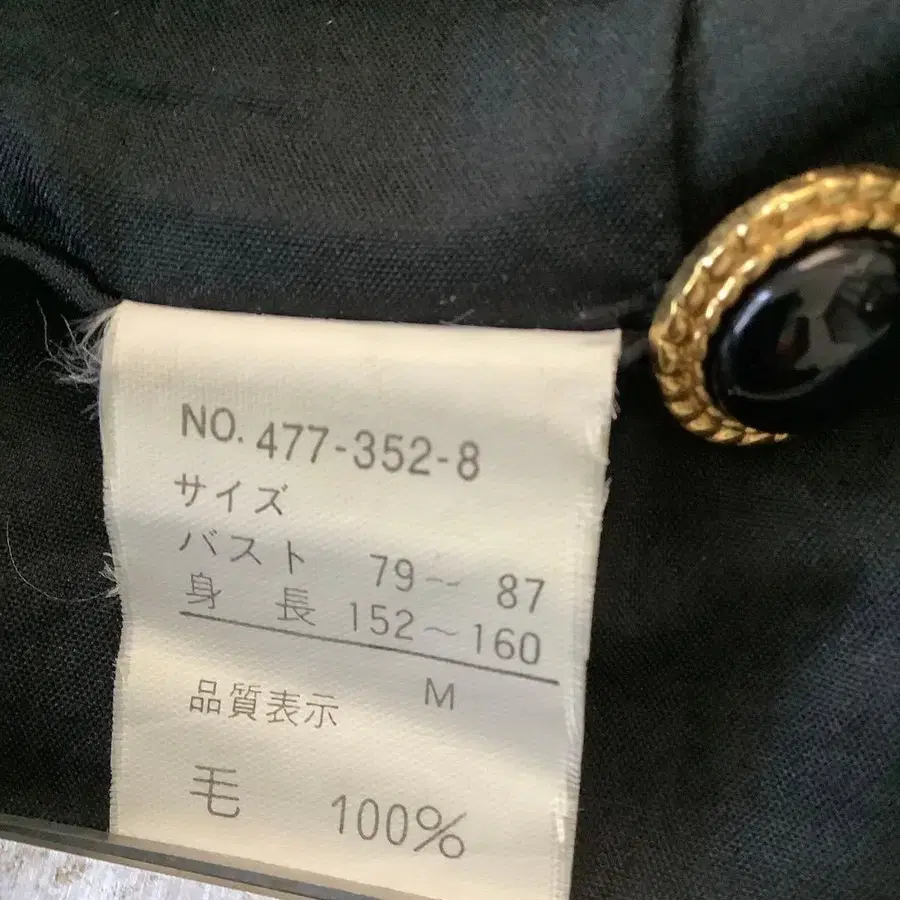 NO. 477-352-8
サイズ
バスト 79～ 87
身 長 152～160
M
品質表示
毛 100%